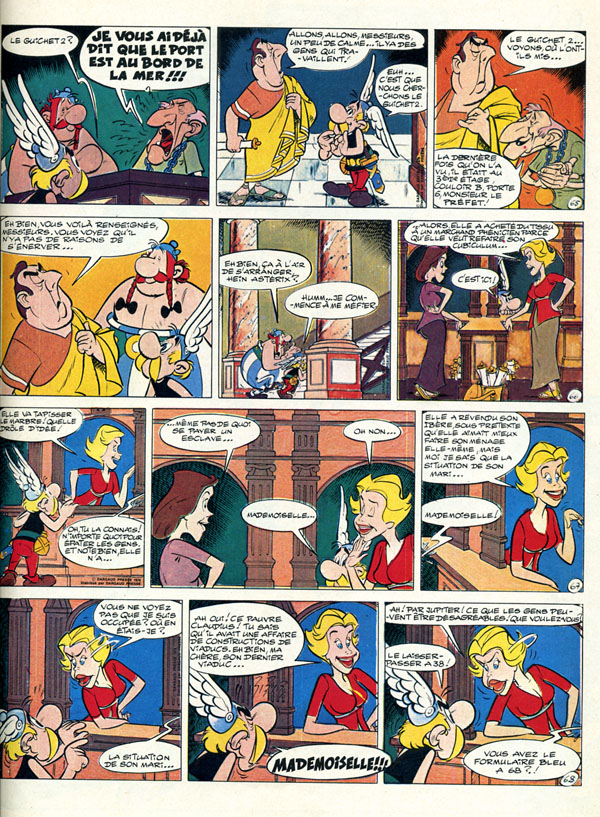 LE GUICHET 2?
JE VOUS AI DÉJÀ
DIT QUE LE PORT
EST AU BORD DE
LA MER!!!
ALLONS, ALLONS, MESSIEURS,
UN PEU DE CALME... IL Y A DES
GENS QUI TRA-
VAILLENT!
EUH...
C'EST QUE
NOUS CHER-
CHONS LE
GUICHET 2.
LE GUICHET 2...
VOYONS, OÙ L'ONT-
ILS MIS...
LA DERNIÈRE
FOIS QU'ON L'A
VU, IL ÉTAIT AU
3ÈME ÉTAGE,
COULOIR B, PORTE
6, MONSIEUR LE
PRÉFET!
65
EH BIEN, VOUS VOILÀ RENSEIGNÉS,
MESSIEURS, VOUS VOYEZ QU'IL
N'Y A PAS DE RAISONS DE
S'ÉNERVER...
EH BIEN, ÇA À L'AIR
DE S'ARRANGER,
HEIN ASTÉRIX?
HUMM... JE COM-
MENCE À ME MÉFIER.
...ALORS, ELLE A ACHETÉ DU TISSU
À UN MARCHAND PHÉNICIEN PARCE
QU'ELLE VEUT REFAIRE SON
CUBICULUM...
C'EST ICI!
66
ELLE VA TAPISSER
LE MARBRE! QUELLE
DRÔLE D'IDÉE!
OH, TU LA CONNAIS!
N'IMPORTE QUOI POUR
ÉPATER LES GENS.
ET NOTE BIEN, ELLE
N'A...
© DARGAUD PRESSE 1976
...MÊME PAS DE QUOI
SE PAYER UN
ESCLAVE...
OH NON...
MADEMOISELLE...
ELLE A REVENDU SON
IBÈRE, SOUS PRÉTEXTE
QU'ELLE AIMAIT MIEUX
FAIRE SON MÉNAGE
ELLE-MÊME, MAIS
MOI JE SAIS QUE LA
SITUATION DE SON
MARI...
MADEMOISELLE!
67
VOUS NE VOYEZ
PAS QUE JE SUIS
OCCUPÉE? OÙ EN
ÉTAIS-JE?
LA SITUATION
DE SON MARI...
AH OUI! CE PAUVRE
CLAUDIUS! TU SAIS
QU'IL AVAIT UNE AFFAIRE
DE CONSTRUCTIONS DE
VIADUCS. EH BIEN, MA
CHÈRE, SON DERNIER
VIADUC...
MADEMOISELLE!!!
AH! PAR JUPITER! CE QUE LES GENS PEU-
VENT ÊTRE DÉSAGRÉABLES! QUE VOULEZ-VOUS?
LE LAISSER-
PASSER A 38!
VOUS AVEZ LE
FORMULAIRE BLEU
A 68?!
68